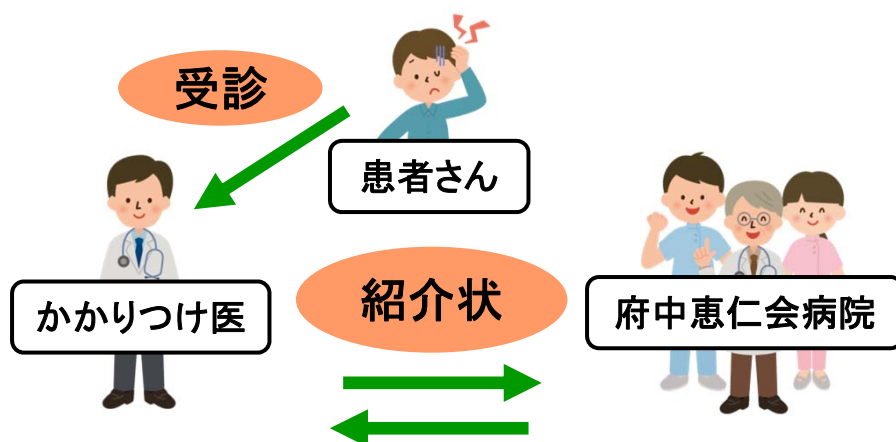 受診
患者さん
かかりつけ医
紹介状
府中恵仁会病院